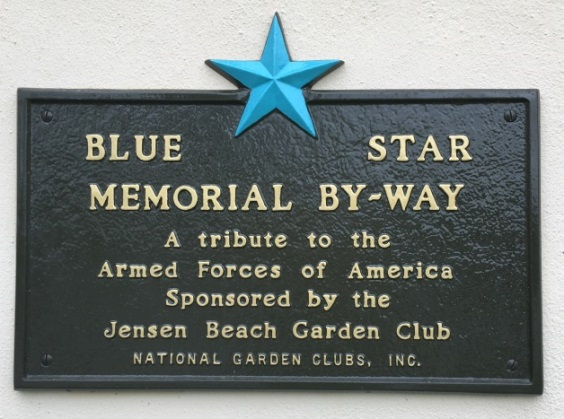 BLUE STAR
MEMORIAL BY-WAY
A tribute to the
Armed Forces of America
Sponsored by the
Jensen Beach Garden Club
NATIONAL GARDEN CLUBS, INC.